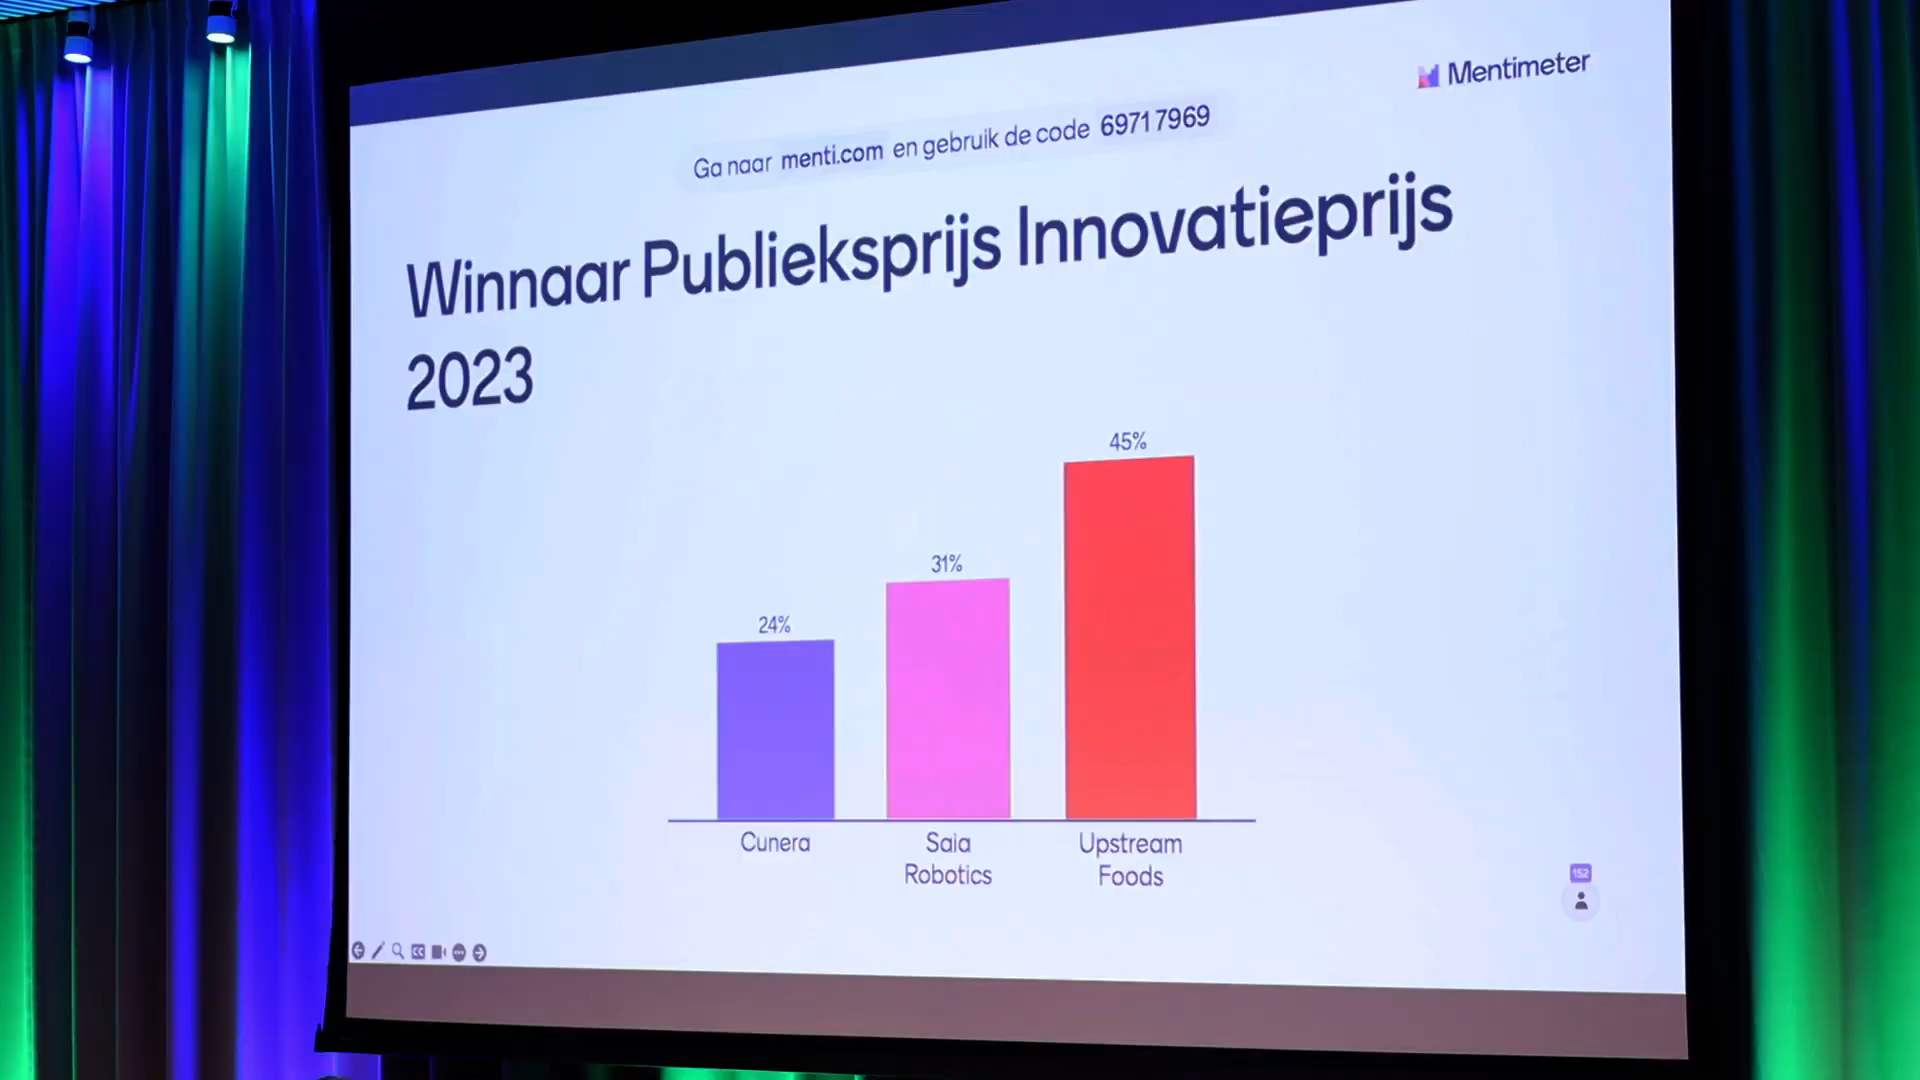 Mentimeter
Ga naar menti.com en gebruik de code 6971 7969
Winnaar Publieksprijs Innovatieprijs
2023
45%
31%
24%
Cunera
Saia
Robotics
Upstream
Foods
152
CC